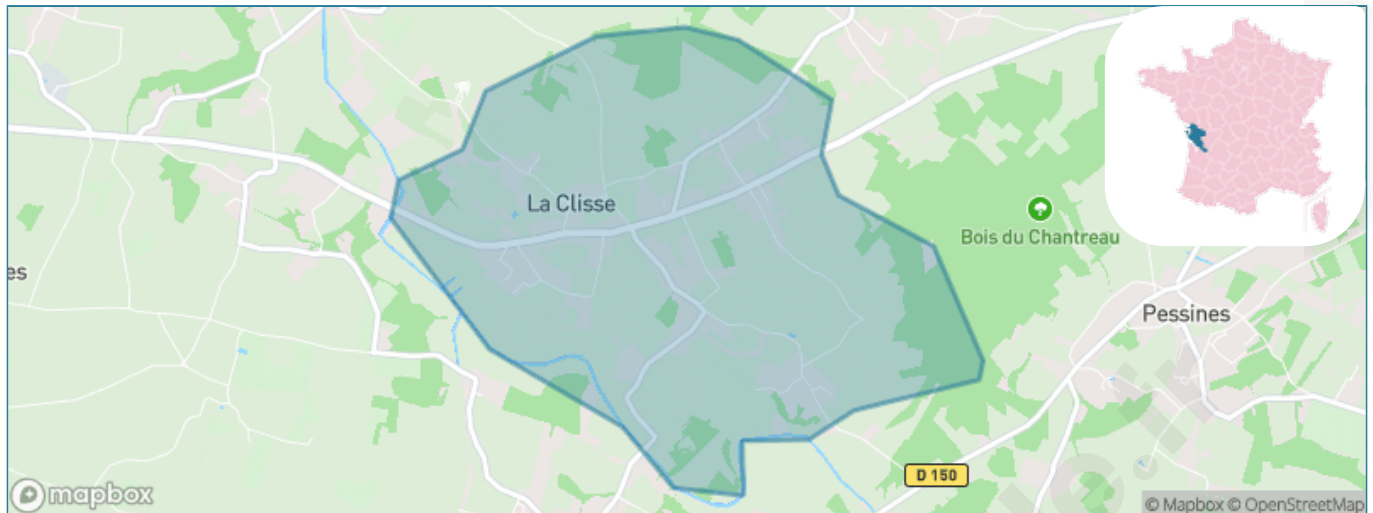 La Clisse
Bois du Chantreau
es
Pessines
D 150
mapbox
© Mapbox © OpenStreetMap